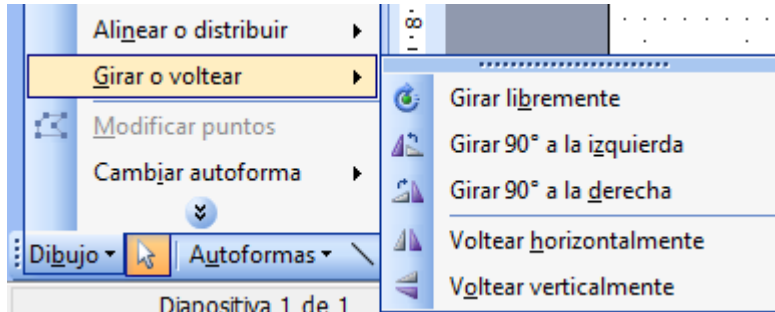 Alinear o distribuir
Girar o voltear
Modificar puntos
Cambiar autoforma
Girar libremente
Girar 90° a la izquierda
Girar 90° a la derecha
Voltear horizontalmente
Voltear verticalmente
8
Dibujo
Autoformas
Diapositiva 1 de 1